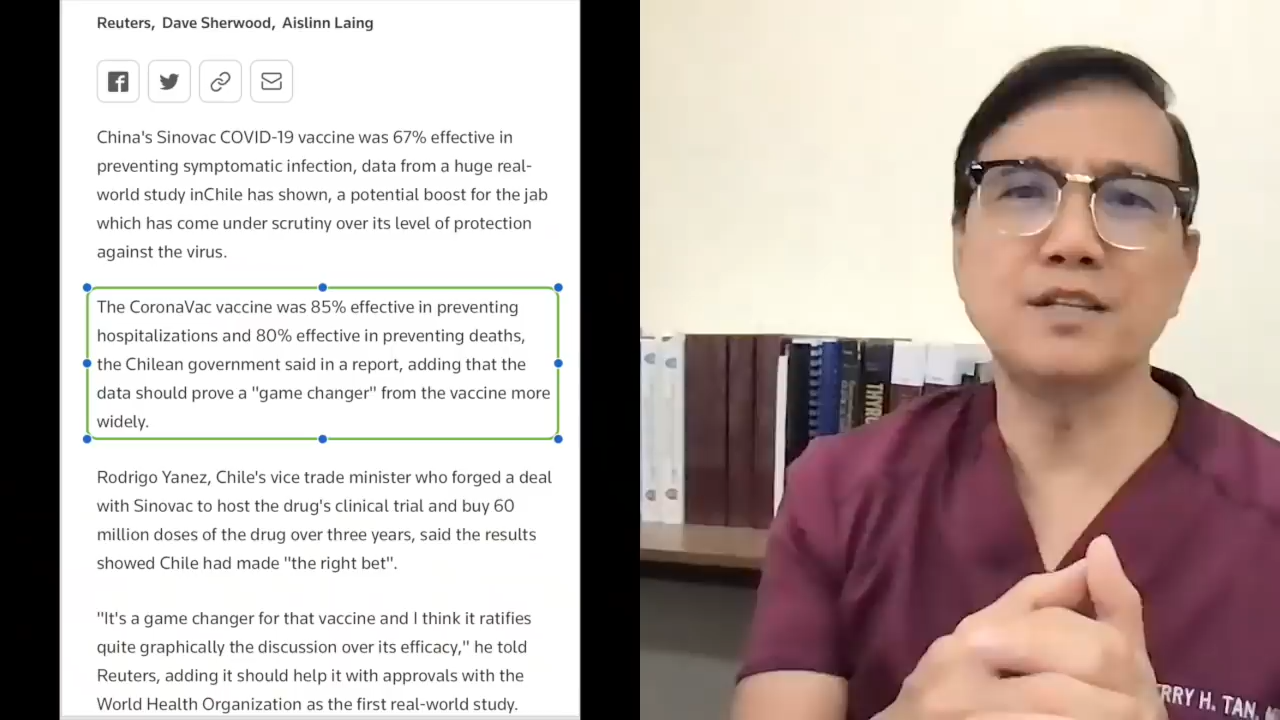 Reuters, Dave Sherwood, Aislinn Laing
China's Sinovac COVID-19 vaccine was 67% effective in
preventing symptomatic infection, data from a huge real-
world study inChile has shown, a potential boost for the jab
which has come under scrutiny over its level of protection
against the virus.
The CoronaVac vaccine was 85% effective in preventing
hospitalizations and 80% effective in preventing deaths,
the Chilean government said in a report, adding that the
data should prove a "game changer" from the vaccine more
widely.
Rodrigo Yanez, Chile's vice trade minister who forged a deal
with Sinovac to host the drug's clinical trial and buy 60
million doses of the drug over three years, said the results
showed Chile had made "the right bet".
"It's a game changer for that vaccine and I think it ratifies
quite graphically the discussion over its efficacy," he told
Reuters, adding it should help it with approvals with the
World Health Organization as the first real-world study.
THYR
RRY H. TAN,